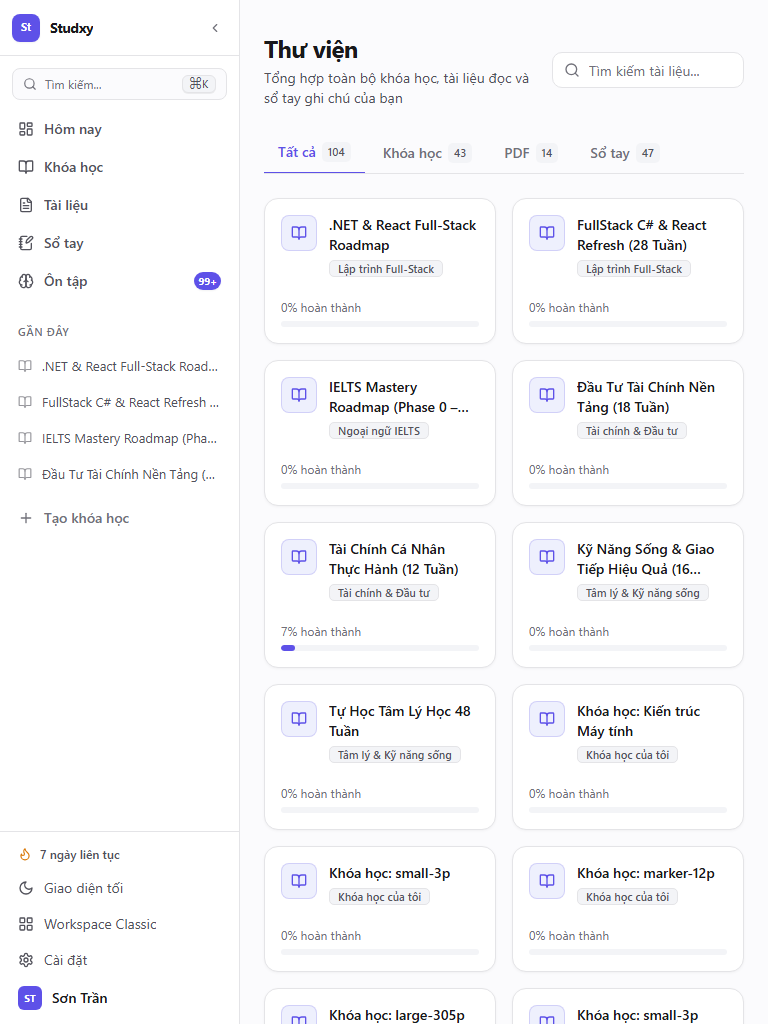 St Studxy
Tìm kiếm... ⌘K
Hôm nay
Khóa học
Tài liệu
Sổ tay
Ôn tập 99+
GẦN ĐÂY
.NET & React Full-Stack Road...
FullStack C# & React Refresh ...
IELTS Mastery Roadmap (Pha...
Đầu Tư Tài Chính Nền Tảng (...
+ Tạo khóa học
7 ngày liên tục
Giao diện tối
Workspace Classic
Cài đặt
ST Sơn Trần
Thư viện
Tổng hợp toàn bộ khóa học, tài liệu đọc và
sổ tay ghi chú của bạn
Tìm kiếm tài liệu...
Tất cả 104 Khóa học 43 PDF 14 Sổ tay 47
.NET & React Full-Stack
Roadmap
Lập trình Full-Stack
0% hoàn thành
FullStack C# & React
Refresh (28 Tuần)
Lập trình Full-Stack
0% hoàn thành
IELTS Mastery
Roadmap (Phase 0 –...
Ngoại ngữ IELTS
0% hoàn thành
Đầu Tư Tài Chính Nền
Tảng (18 Tuần)
Tài chính & Đầu tư
0% hoàn thành
Tài Chính Cá Nhân
Thực Hành (12 Tuần)
Tài chính & Đầu tư
7% hoàn thành
Kỹ Năng Sống & Giao
Tiếp Hiệu Quả (16...
Tâm lý & Kỹ năng sống
0% hoàn thành
Tự Học Tâm Lý Học 48
Tuần
Tâm lý & Kỹ năng sống
0% hoàn thành
Khóa học: Kiến trúc
Máy tính
Khóa học của tôi
0% hoàn thành
Khóa học: small-3p
Khóa học của tôi
0% hoàn thành
Khóa học: marker-12p
Khóa học của tôi
0% hoàn thành
Khóa học: large-305p
Khóa học: small-3p